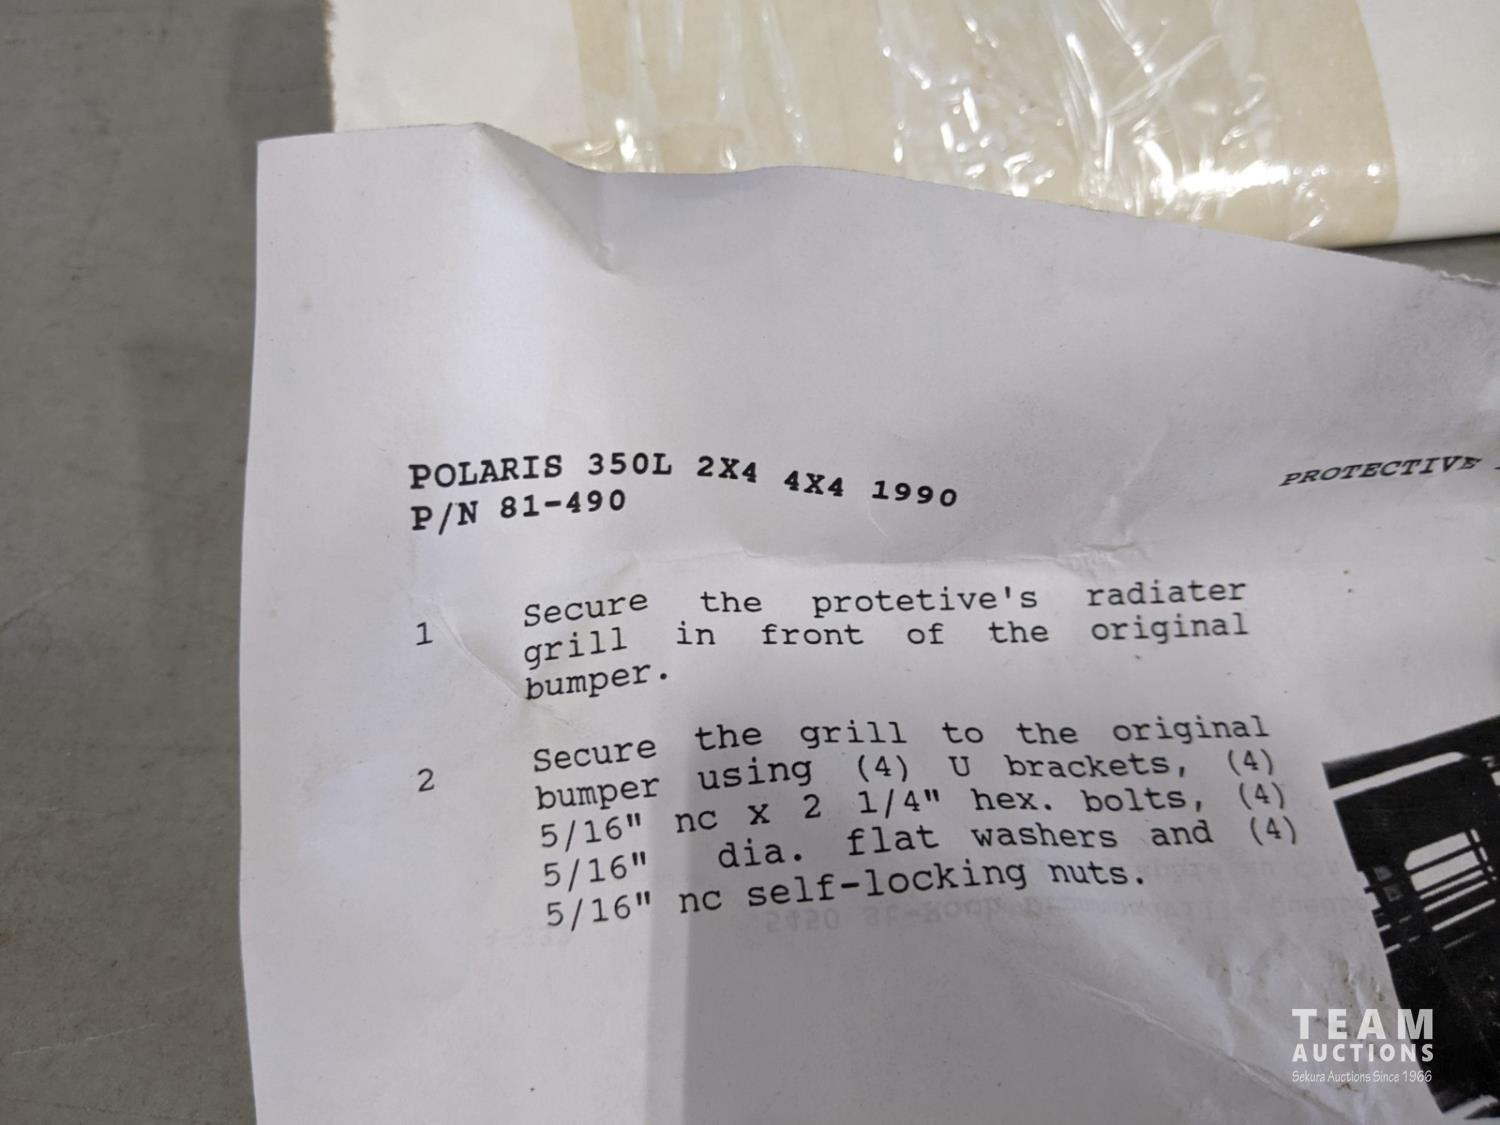 POLARIS 350L 2X4 4X4 1990
P/N 81-490
PROTECTIVE
1 Secure the protetive's radiater
grill in front of the original
bumper.
2 Secure the grill to the original
bumper using (4) U brackets, (4)
5/16" nc x 2 1/4" hex. bolts, (4)
5/16" dia. flat washers and (4)
5/16" nc self-locking nuts.
TEAM
AUCTIONS
Sekura Auctions Since 1966